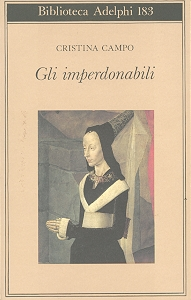 Biblioteca Adelphi 183
CRISTINA CAMPO
Gli imperdonabili